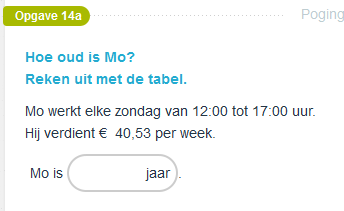 Opgave 14a
Poging
Hoe oud is Mo?
Reken uit met de tabel.
Mo werkt elke zondag van 12:00 tot 17:00 uur.
Hij verdient € 40,53 per week.
Mo is jaar .